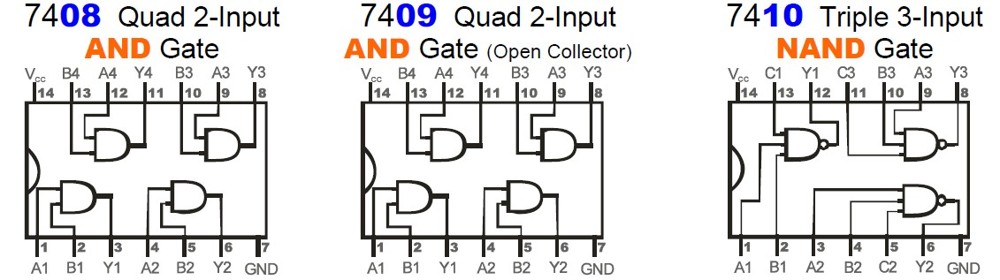 7408 Quad 2-Input
AND Gate
Vcc B4 A4 Y4 B3 A3 Y3
14 13 12 11 10 9 8
1 2 3 4 5 6 7
A1 B1 Y1 A2 B2 Y2 GND
7409 Quad 2-Input
AND Gate (Open Collector)
Vcc B4 A4 Y4 B3 A3 Y3
14 13 12 11 10 9 8
1 2 3 4 5 6 7
A1 B1 Y1 A2 B2 Y2 GND
7410 Triple 3-Input
NAND Gate
Vcc C1 Y1 C3 B3 A3 Y3
14 13 12 11 10 9 8
1 2 3 4 5 6 7
A1 B1 A2 B2 C2 Y2 GND